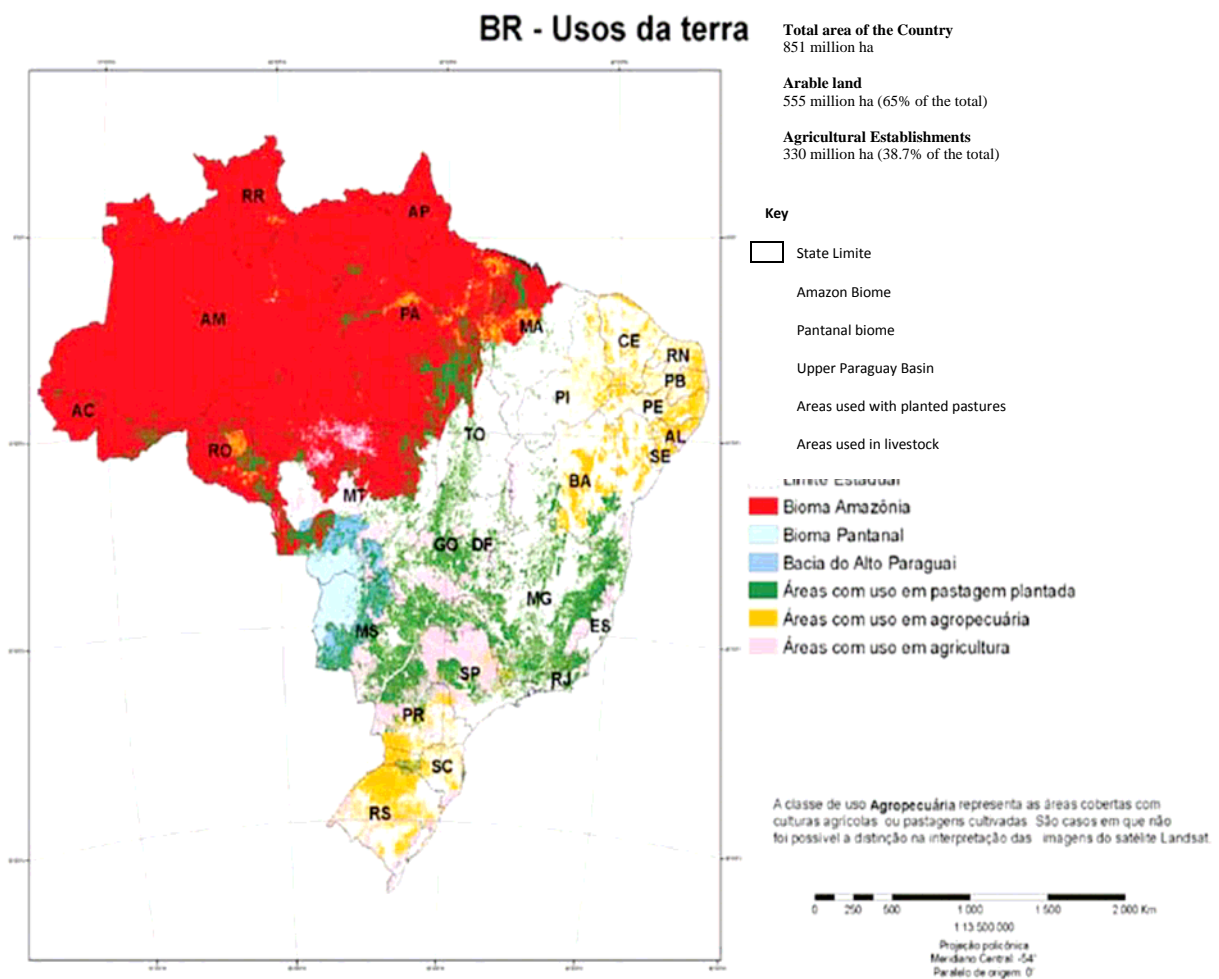 BR - Usos da terra
Total area of the Country
851 million ha
Arable land
555 million ha (65% of the total)
Agricultural Establishments
330 million ha (38.7% of the total)
Key
State Limite
Amazon Biome
Pantanal biome
Upper Paraguay Basin
Areas used with planted pastures
Areas used in livestock
Limite Estadual
Bioma Amazônia
Bioma Pantanal
Bacia do Alto Paraguai
Áreas com uso em pastagem plantada
Áreas com uso em agropecuária
Áreas com uso em agricultura
RR
AP
AM
PA
MA
CE
RN
PB
PI
PE
AC
TO
AL
RO
SE
BA
MT
GO DF
MG
ES
MS
SP
RJ
PR
SC
RS
A classe de uso Agropecuária representa as áreas cobertas com
culturas agrícolas ou pastagens cultivadas São casos em que não
foi possivel a distinção na interpretação das imagens do satélite Landsat.
0 250 500 1 000 1 500 2 000 Km
1:13 500 000
Projeção policônica
Meridiano Central: -54°
Paralelo de origem: 0°